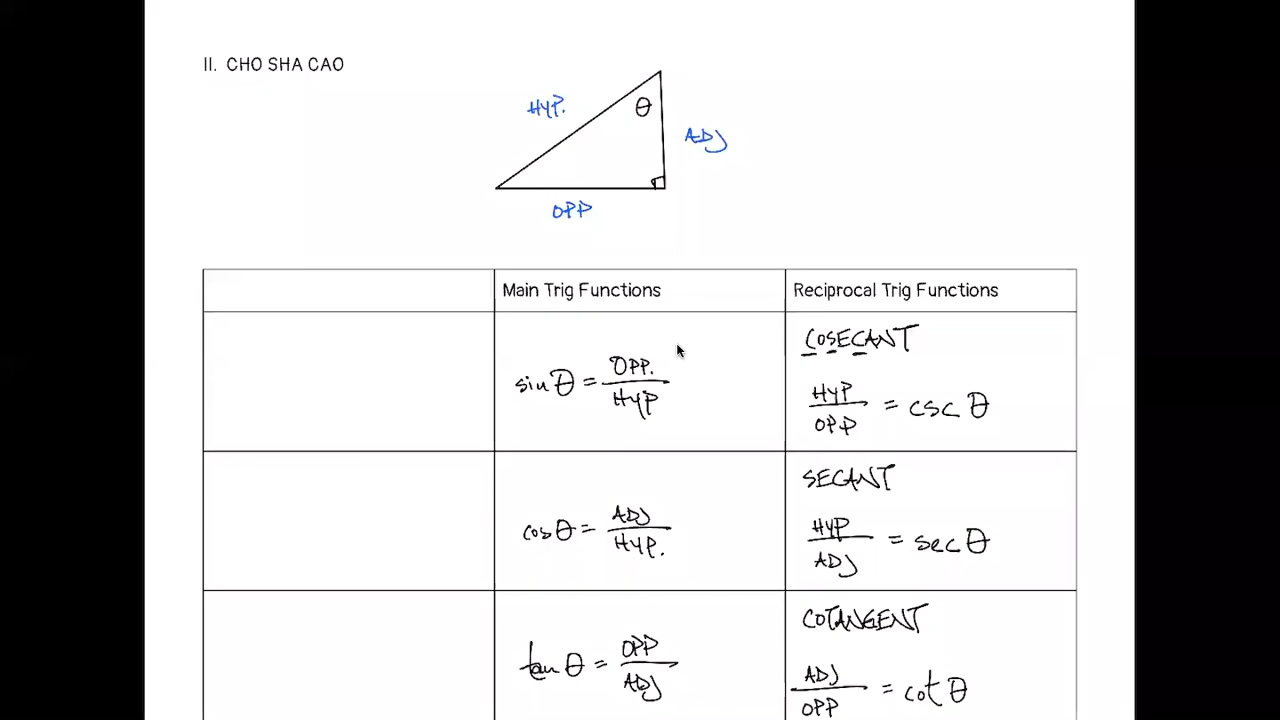 II. CHO SHA CAO
HYP.
θ
ADJ
OPP
Main Trig Functions
Reciprocal Trig Functions
sin θ = OPP. / HYP
COSECANT
HYP / OPP = csc θ
cos θ = ADJ / HYP.
SECANT
HYP / ADJ = sec θ
tan θ = OPP / ADJ
COTANGENT
ADJ / OPP = cot θ